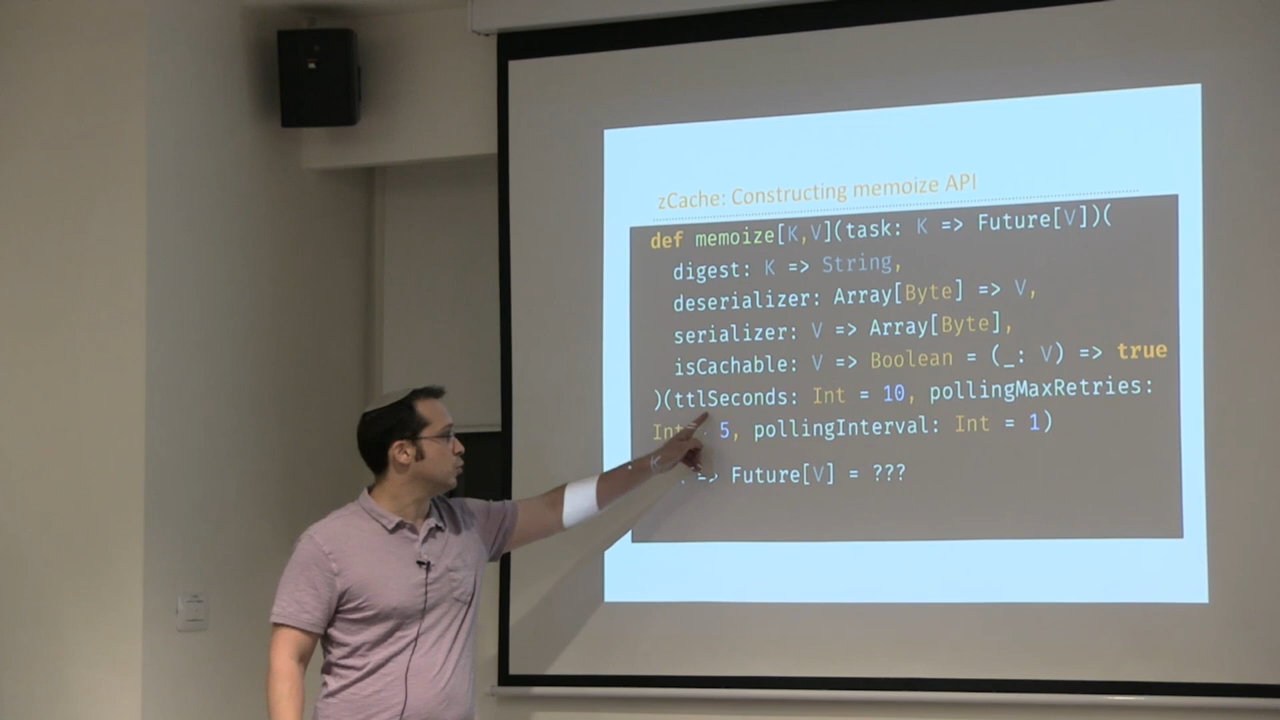 zCache: Constructing memoize API
def memoize[K,V](task: K => Future[V])(
digest: K => String,
deserializer: Array[Byte] => V,
serializer: V => Array[Byte],
isCachable: V => Boolean = (_: V) => true
)(ttlSeconds: Int = 10, pollingMaxRetries:
Int 5, pollingInterval: Int = 1)
=> Future[V] = ???